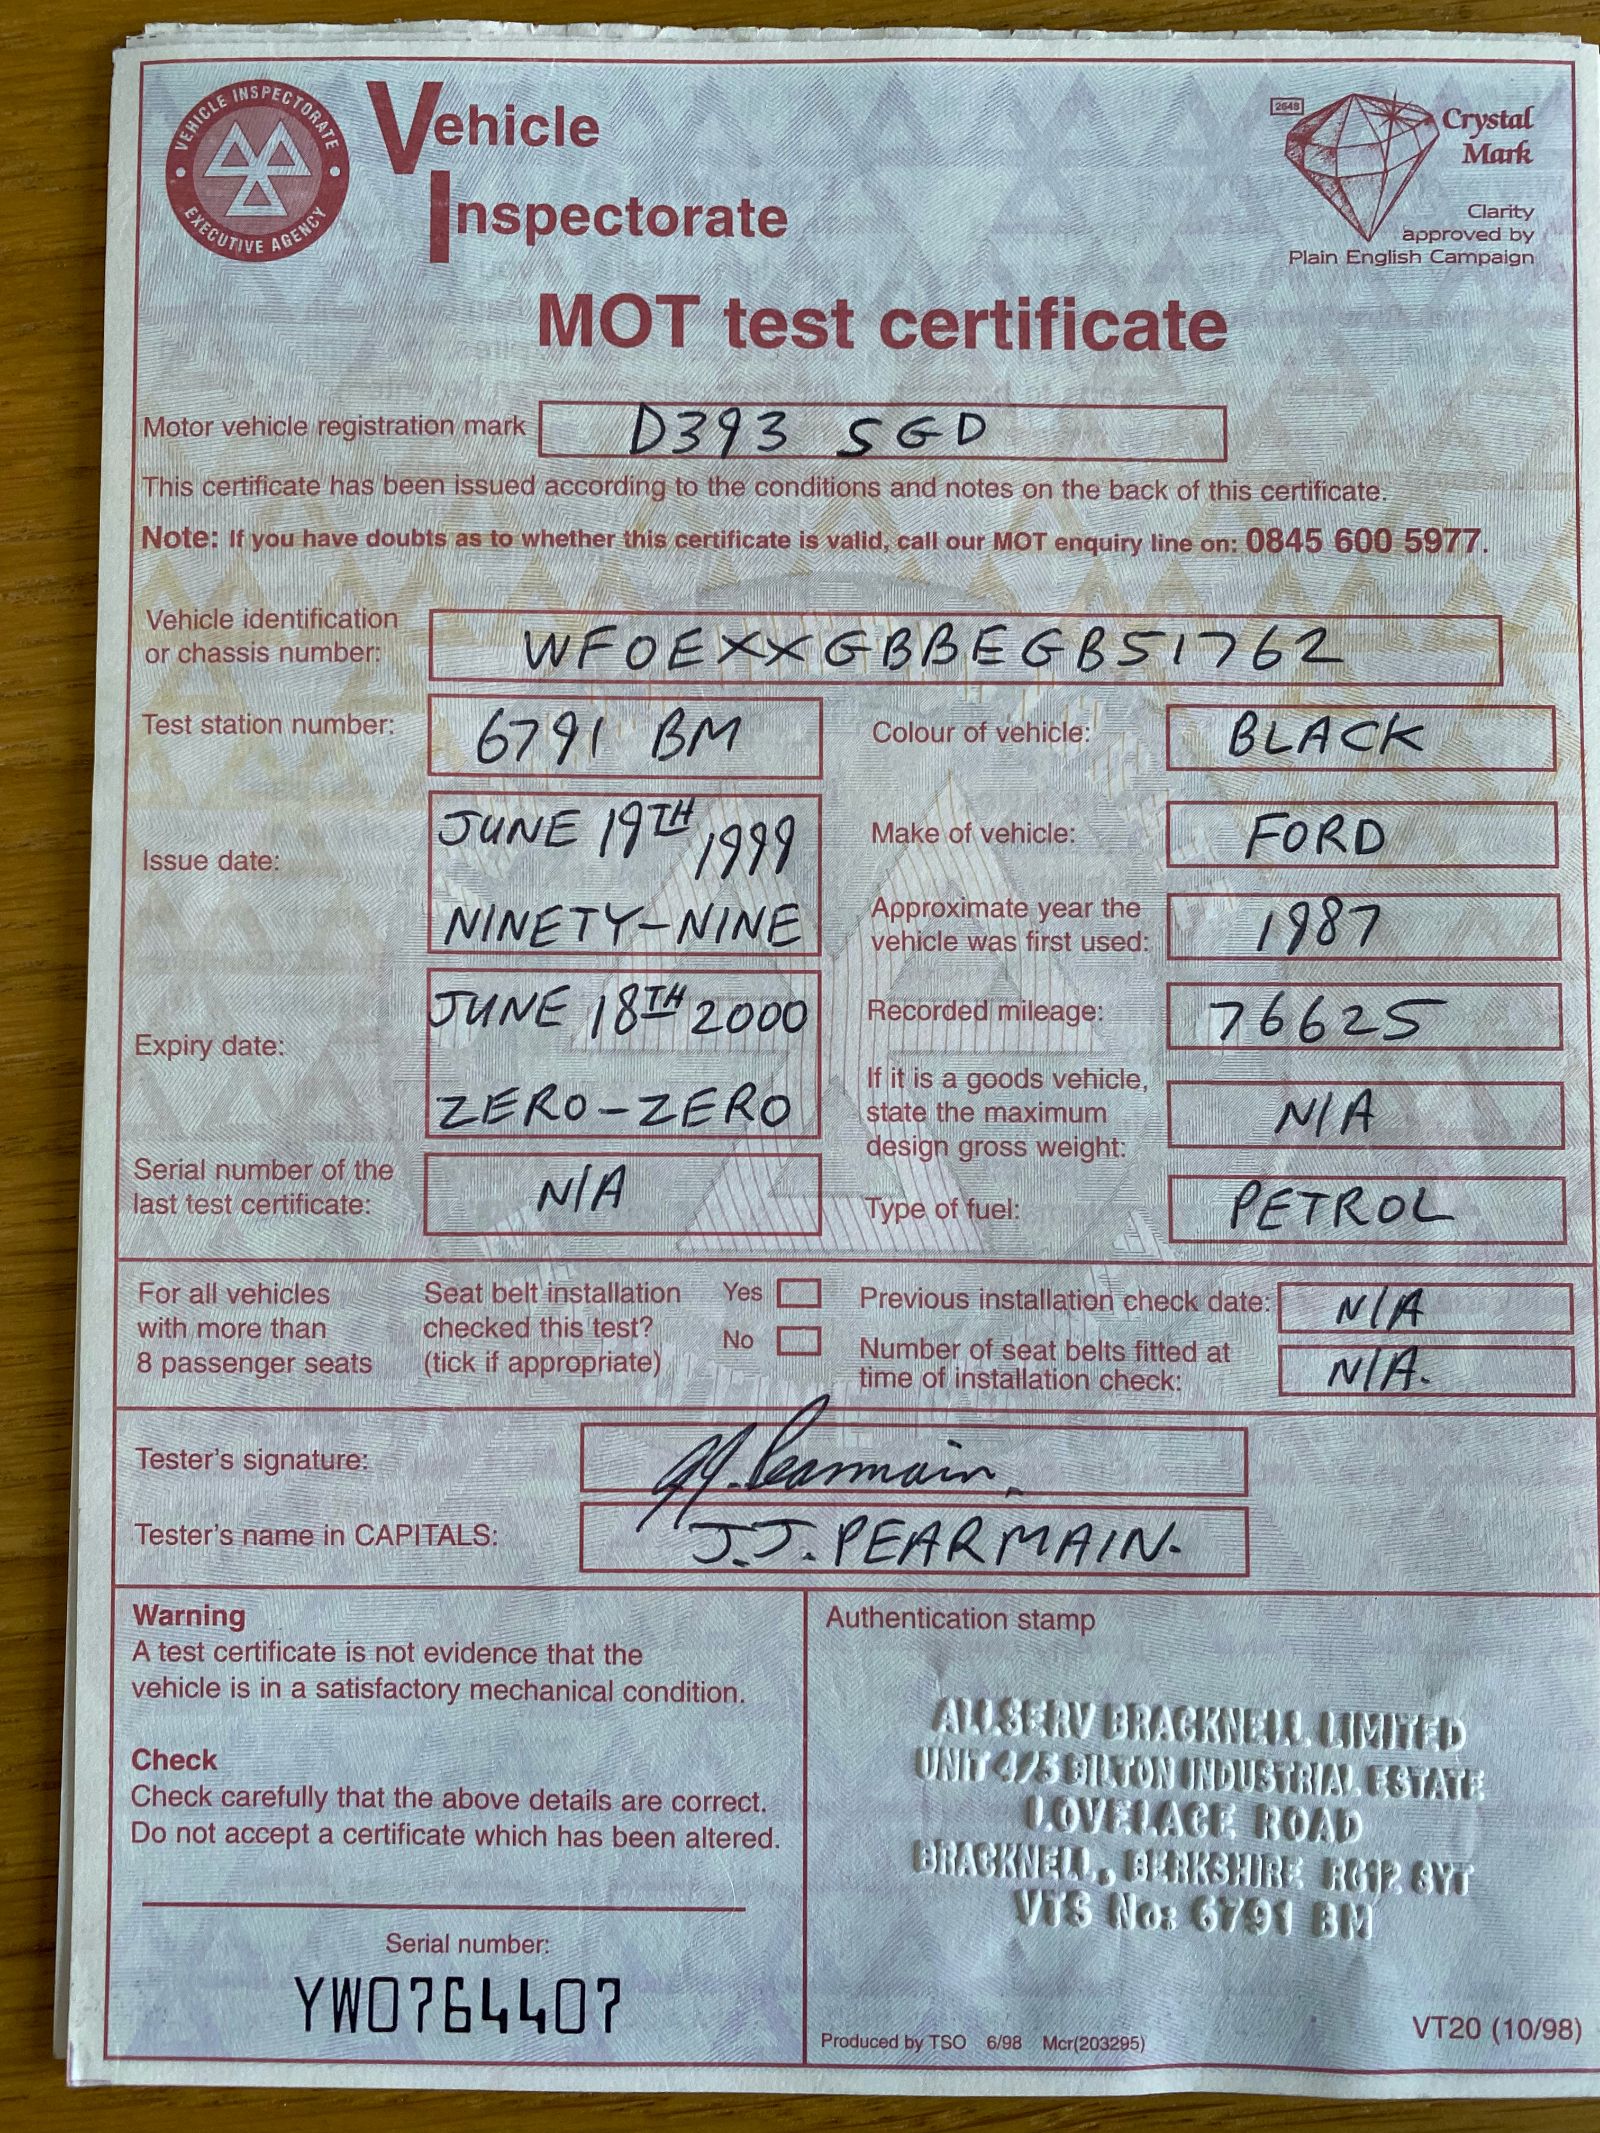 VEHICLE INSPECTORATE
EXECUTIVE AGENCY
Vehicle
Inspectorate
2648
Crystal
Mark
Clarity
approved by
Plain English Campaign
MOT test certificate
Motor vehicle registration mark D393 SGD
This certificate has been issued according to the conditions and notes on the back of this certificate.
Note: If you have doubts as to whether this certificate is valid, call our MOT enquiry line on: 0845 600 5977.
Vehicle identification
or chassis number: WFOEXXGBBEGB51762
Test station number: 6791 BM
Colour of vehicle: BLACK
Issue date: JUNE 19TH 1999
NINETY-NINE
Make of vehicle: FORD
Approximate year the
vehicle was first used: 1987
Expiry date: JUNE 18TH 2000
ZERO-ZERO
Recorded mileage: 76625
If it is a goods vehicle,
state the maximum
design gross weight: N/A
Serial number of the
last test certificate: N/A
Type of fuel: PETROL
For all vehicles
with more than
8 passenger seats
Seat belt installation
checked this test?
(tick if appropriate)
Yes
No
Previous installation check date: N/A
Number of seat belts fitted at
time of installation check: N/A.
Tester's signature: JJ. Pearmain.
Tester's name in CAPITALS: J.J. PEARMAIN.
Warning
A test certificate is not evidence that the
vehicle is in a satisfactory mechanical condition.
Check
Check carefully that the above details are correct.
Do not accept a certificate which has been altered.
Serial number:
YW0764407
Authentication stamp
ALLSERV BRACKNELL LIMITED
UNIT 4/5 BILTON INDUSTRIAL ESTATE
LOVELACE ROAD
BRACKNELL, BERKSHIRE RG12 8YT
VTS No: 6791 BM
Produced by TSO 6/98 Mcr(203295)
VT20 (10/98)